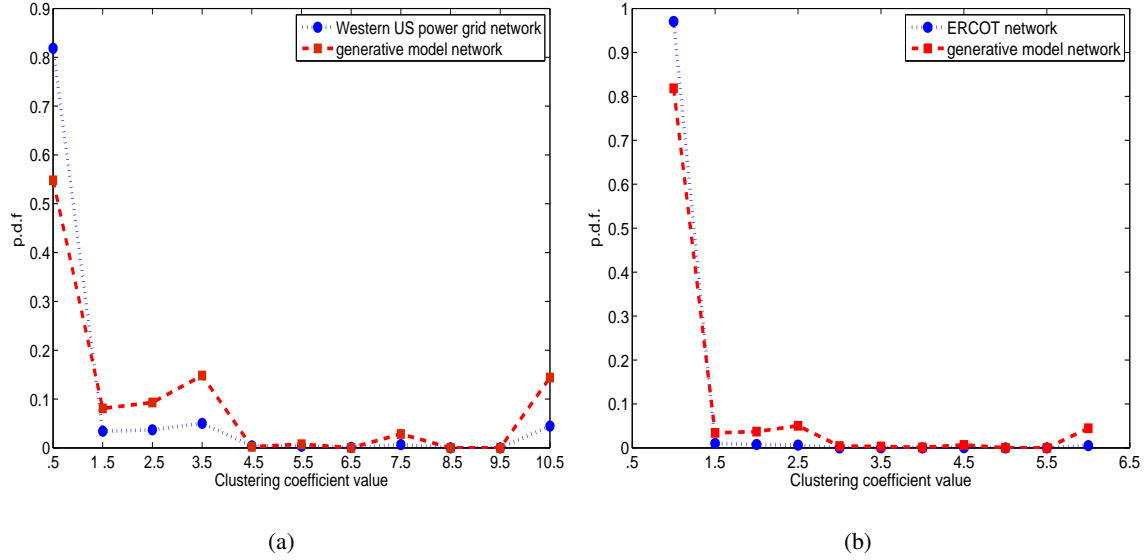 0.9
0.8
0.7
0.6
0.5
0.4
0.3
0.2
0.1
0
p.d.f
.5 1.5 2.5 3.5 4.5 5.5 6.5 7.5 8.5 9.5 10.5
Clustering coefficient value
Western US power grid network
generative model network
(a)
1
0.9
0.8
0.7
0.6
0.5
0.4
0.3
0.2
0.1
0
p.d.f.
.5 1.5 2.5 3.5 4.5 5.5 6.5
Clustering coefficient value
ERCOT network
generative model network
(b)